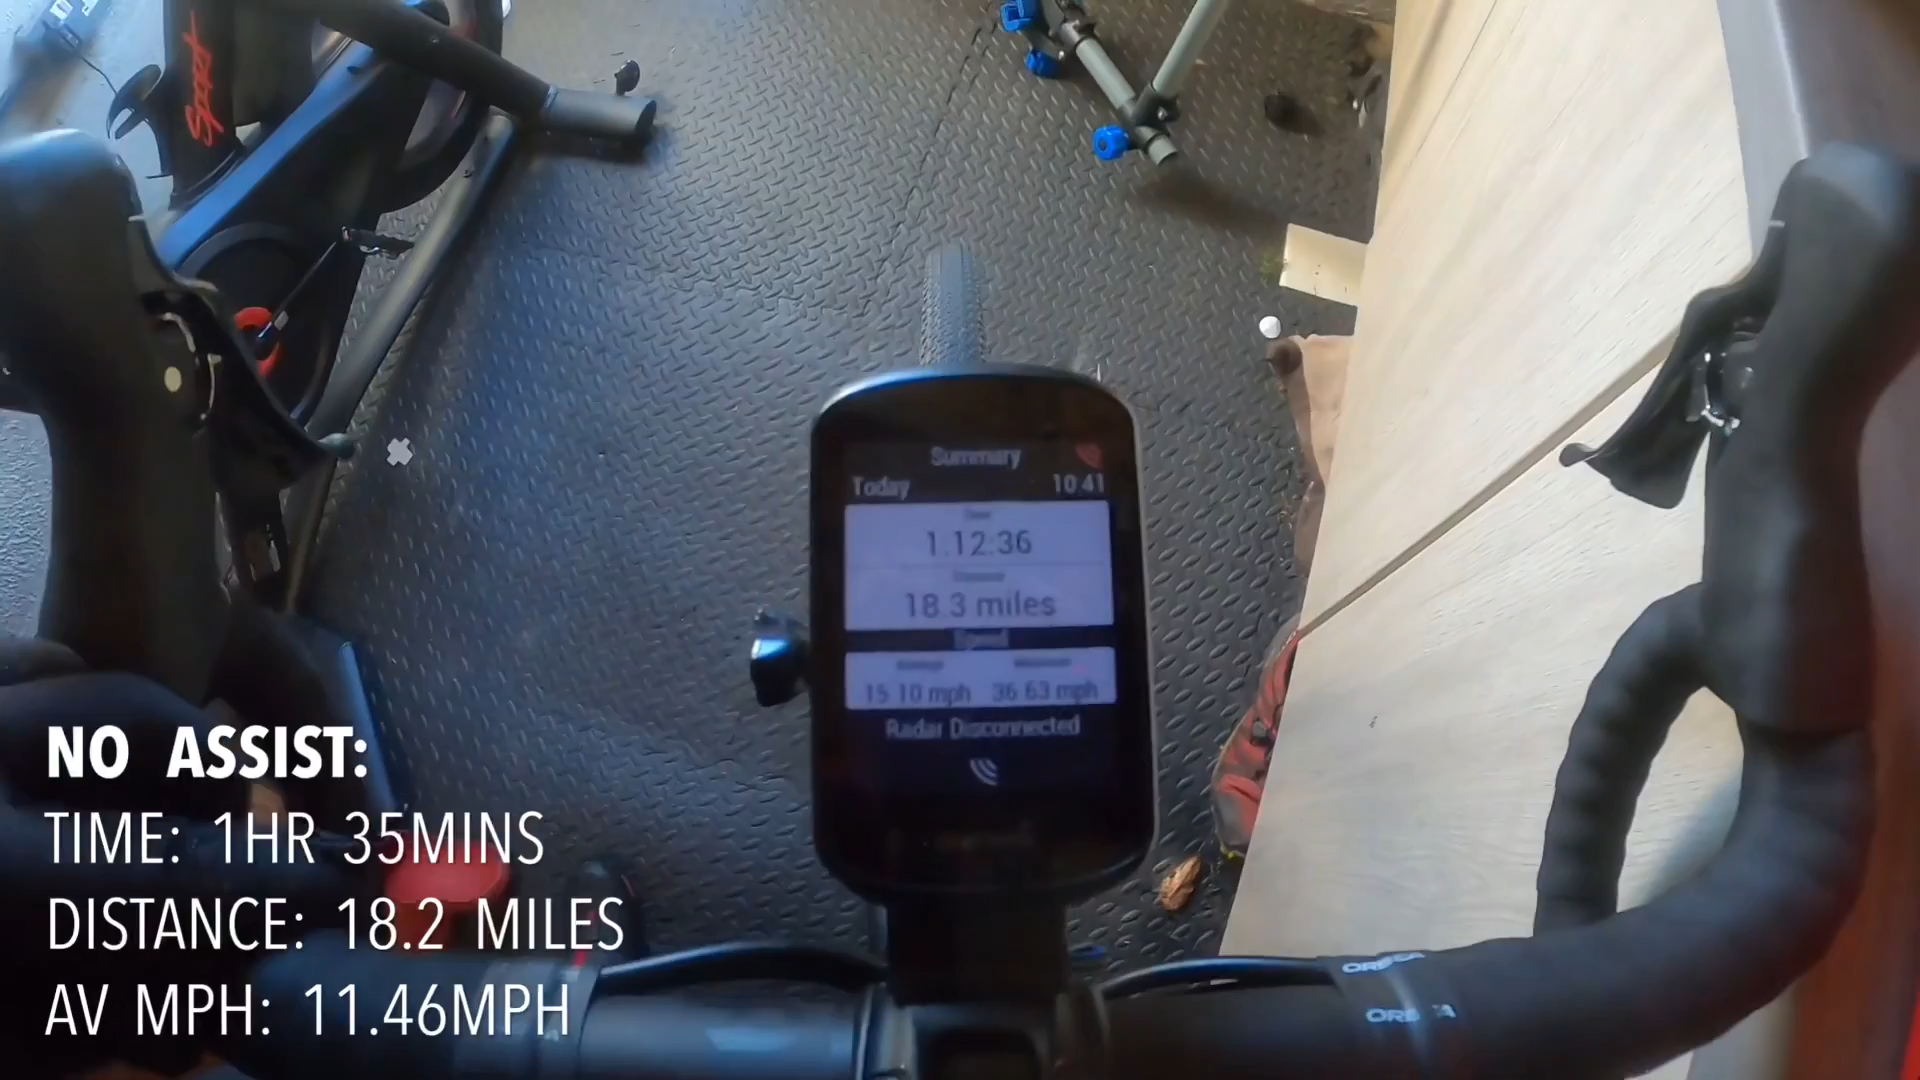 Sport
Summary
Today 10:41
1:12:36
18.3 miles
Speed
15.10 mph 36.63 mph
Radar Disconnected
NO ASSIST:
TIME: 1HR 35MINS
DISTANCE: 18.2 MILES
AV MPH: 11.46MPH
ORBEA
ORBEA